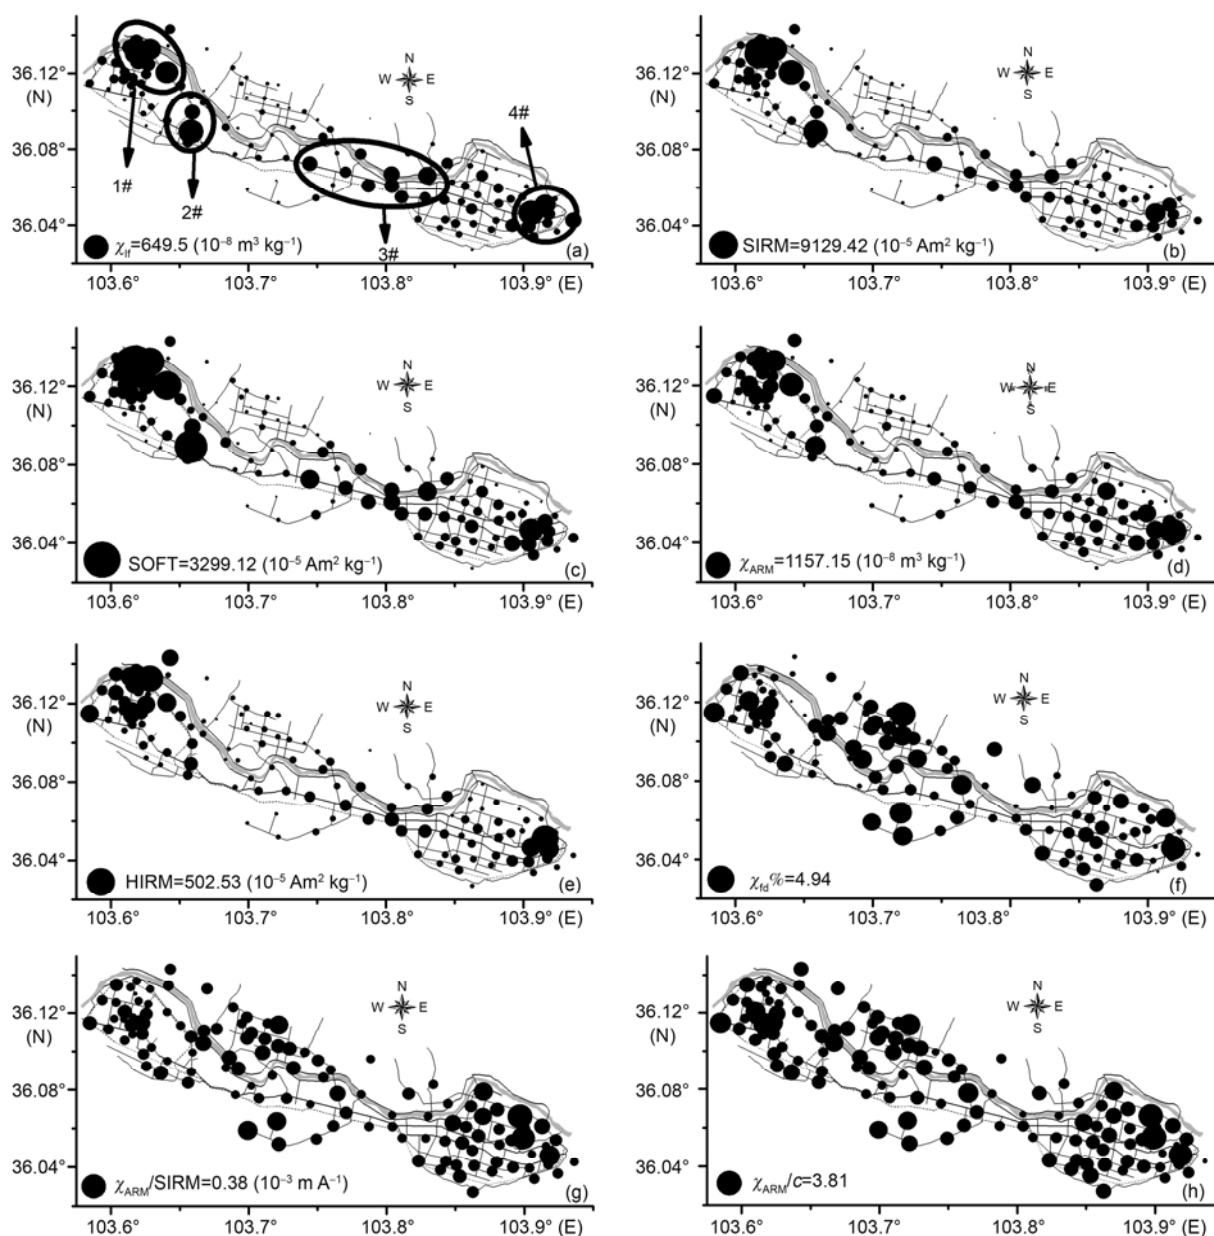 36.12°
(N)
36.08°
36.04°
N
W E
S
1#
2#
3#
4#
χlf=649.5 (10⁻⁸ m³ kg⁻¹)
(a)
103.6° 103.7° 103.8° 103.9° (E)
36.12°
(N)
36.08°
36.04°
N
W E
S
SIRM=9129.42 (10⁻⁵ Am² kg⁻¹)
(b)
103.6° 103.7° 103.8° 103.9° (E)
36.12°
(N)
36.08°
36.04°
N
W E
S
SOFT=3299.12 (10⁻⁵ Am² kg⁻¹)
(c)
103.6° 103.7° 103.8° 103.9° (E)
36.12°
(N)
36.08°
36.04°
N
W E
S
χARM=1157.15 (10⁻⁸ m³ kg⁻¹)
(d)
103.6° 103.7° 103.8° 103.9° (E)
36.12°
(N)
36.08°
36.04°
N
W E
S
HIRM=502.53 (10⁻⁵ Am² kg⁻¹)
(e)
103.6° 103.7° 103.8° 103.9° (E)
36.12°
(N)
36.08°
36.04°
N
W E
S
χfd%=4.94
(f)
103.6° 103.7° 103.8° 103.9° (E)
36.12°
(N)
36.08°
36.04°
N
W E
S
χARM/SIRM=0.38 (10⁻³ m A⁻¹)
(g)
103.6° 103.7° 103.8° 103.9° (E)
36.12°
(N)
36.08°
36.04°
N
W E
S
χARM/c=3.81
(h)
103.6° 103.7° 103.8° 103.9° (E)